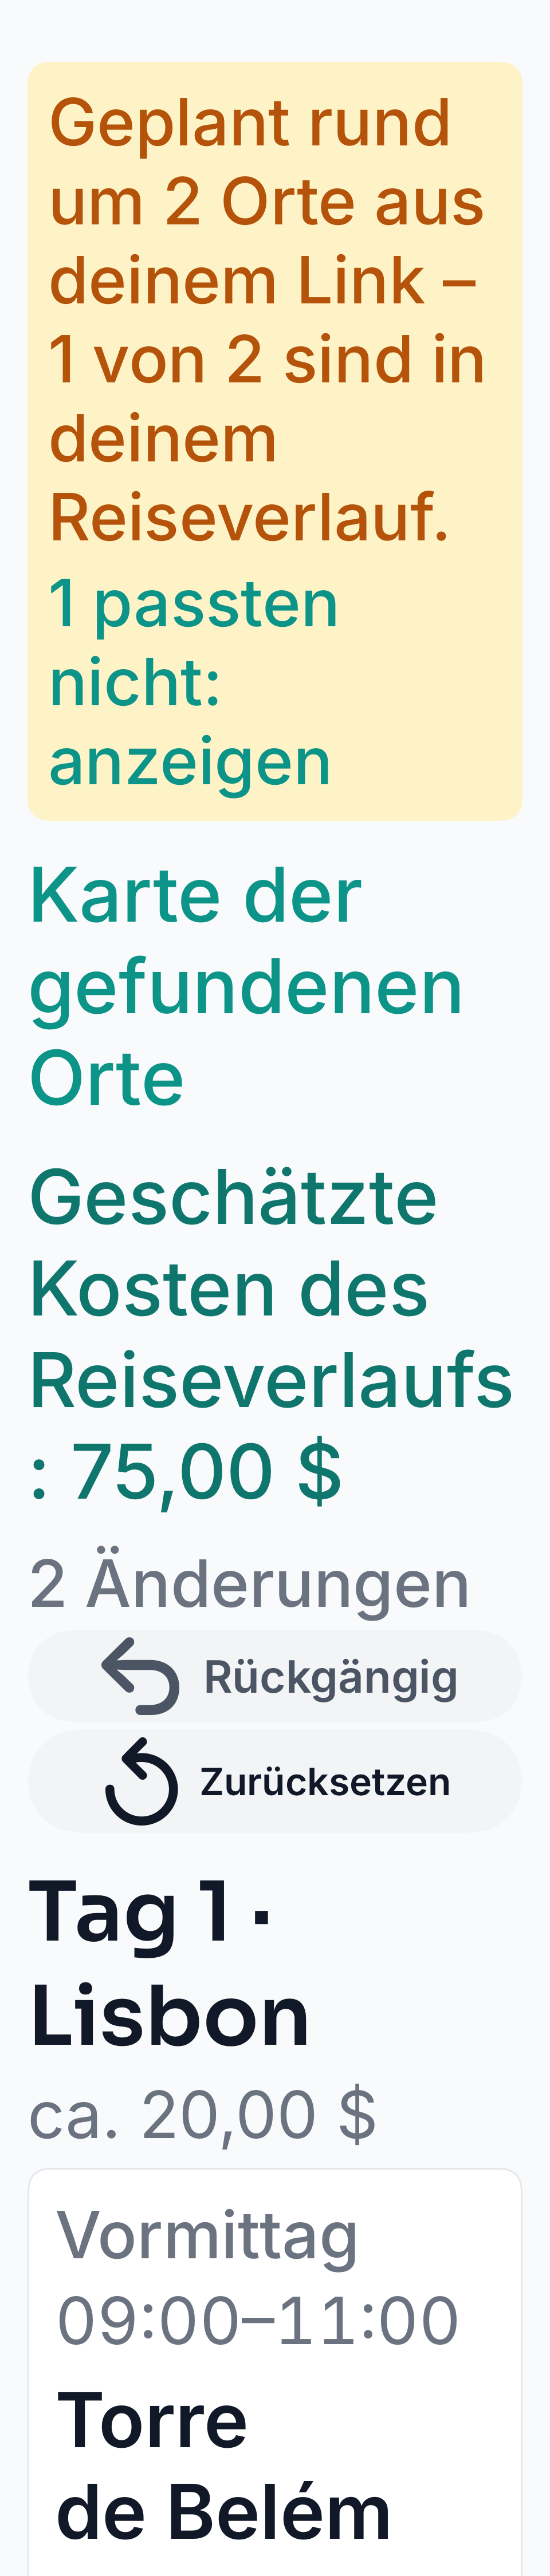 Geplant rund
um 2 Orte aus
deinem Link –
1 von 2 sind in
deinem
Reiseverlauf.
1 passten
nicht:
anzeigen
Karte der
gefundenen
Orte
Geschätzte
Kosten des
Reiseverlaufs
: 75,00 $
2 Änderungen
Rückgängig
Zurücksetzen
Tag 1 ·
Lisbon
ca. 20,00 $
Vormittag
09:00–11:00
Torre
de Belém